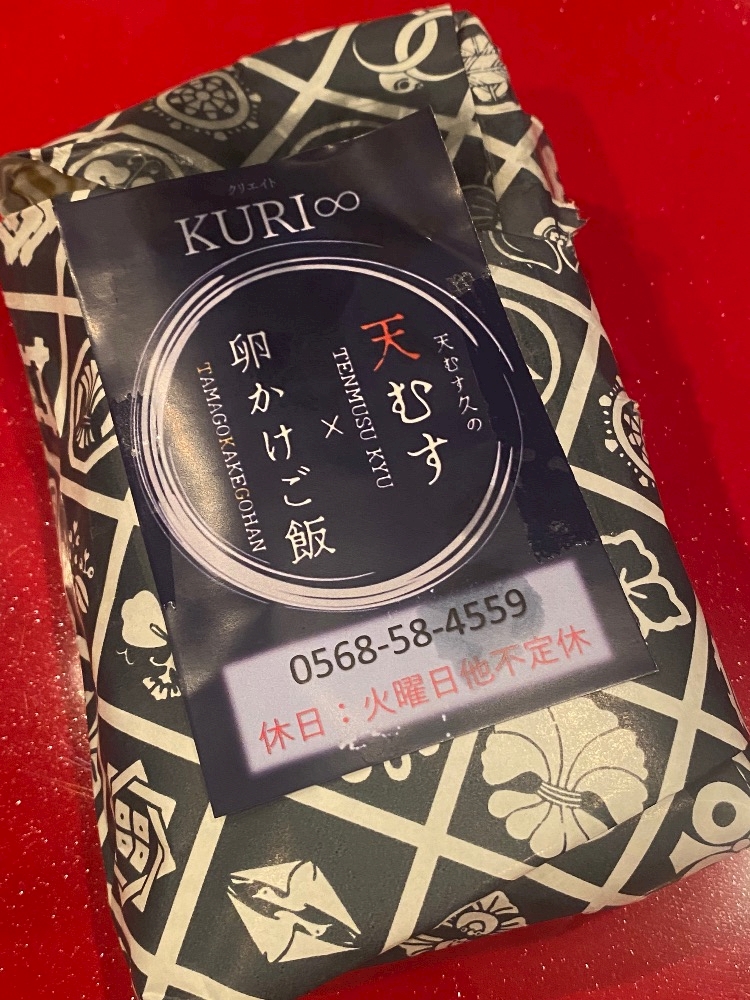 クリエイト
KURI∞
天むす久の
天むす
TENMUSU KYU
×
卵かけご飯
TAMAGOKAKEGOHAN
0568-58-4559
休日：火曜日他不定休